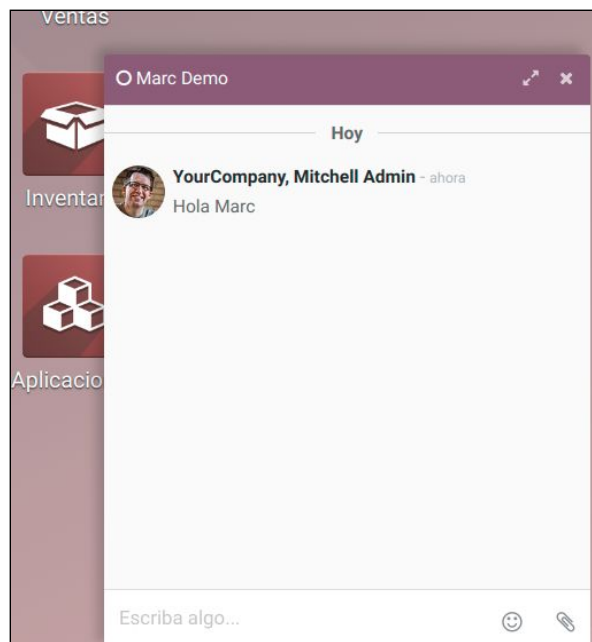 Ventas
Marc Demo
Hoy
YourCompany, Mitchell Admin - ahora
Hola Marc
Inventar
Aplicacio
Escriba algo...